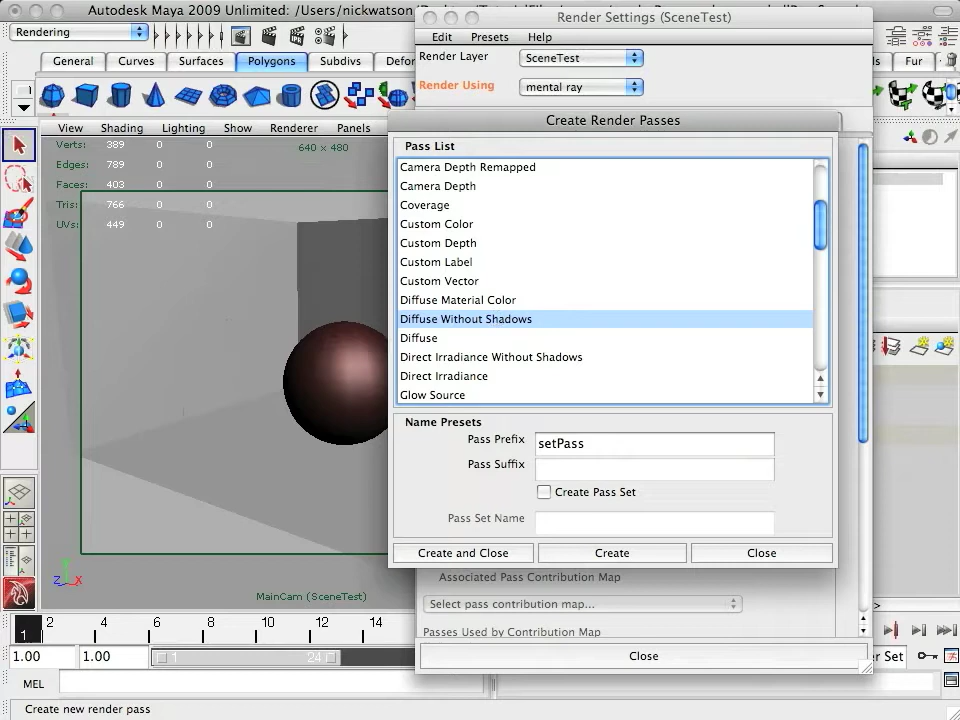 Autodesk Maya 2009 Unlimited: /Users/nickwatson/
Render Settings (SceneTest)
Rendering
Edit Presets Help
Render Layer SceneTest
General Curves Surfaces Polygons Subdivs Fur
Render Using mental ray
Create Render Passes
View Shading Lighting Show Renderer Panels
Verts: 389 0 0
640 × 480
Edges: 789 0 0
Faces: 403 0 0
Tris: 766 0 0
UVs: 449 0 0
Pass List
Camera Depth Remapped
Camera Depth
Coverage
Custom Color
Custom Depth
Custom Label
Custom Vector
Diffuse Material Color
Diffuse Without Shadows
Diffuse
Direct Irradiance Without Shadows
Direct Irradiance
Glow Source
Name Presets
Pass Prefix setPass
Pass Suffix
Create Pass Set
Pass Set Name
Create and Close Create Close
Associated Pass Contribution Map
Select pass contribution map...
Passes Used by Contribution Map
Close
Y
Z X
MainCam (SceneTest)
1 2 4 6 8 10 12 14
1.00 1.00 1 24
Set
MEL
Create new render pass